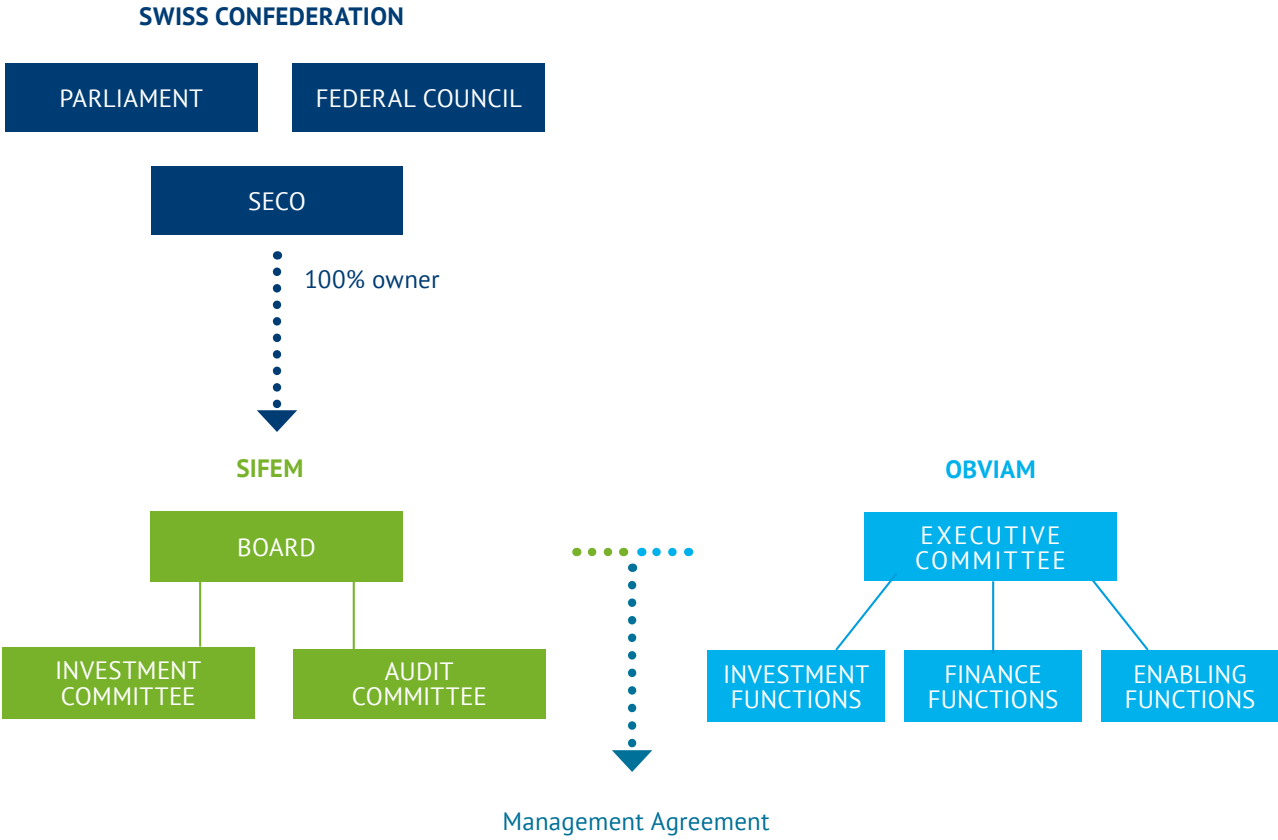 SWISS CONFEDERATION
PARLIAMENT
FEDERAL COUNCIL
SECO
100% owner
SIFEM
BOARD
INVESTMENT
COMMITTEE
AUDIT
COMMITTEE
OBVIAM
EXECUTIVE
COMMITTEE
INVESTMENT
FUNCTIONS
FINANCE
FUNCTIONS
ENABLING
FUNCTIONS
Management Agreement